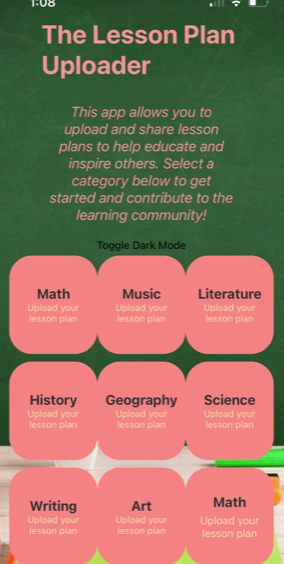 1:08
The Lesson Plan
Uploader
This app allows you to
upload and share lesson
plans to help educate and
inspire others. Select a
category below to get
started and contribute to the
learning community!
Toggle Dark Mode
Math
Upload your
lesson plan
Music
Upload your
lesson plan
Literature
Upload your
lesson plan
History
Upload your
lesson plan
Geography
Upload your
lesson plan
Science
Upload your
lesson plan
Writing
Upload your
lesson plan
Art
Upload your
lesson plan
Math
Upload your
lesson plan